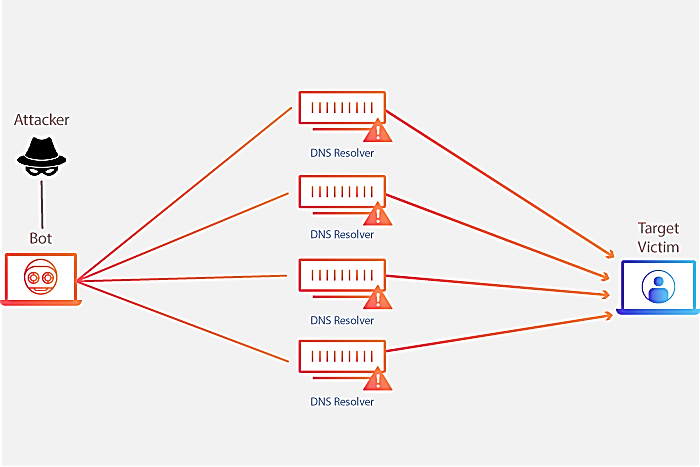 Attacker
Bot
DNS Resolver
DNS Resolver
DNS Resolver
DNS Resolver
Target
Victim